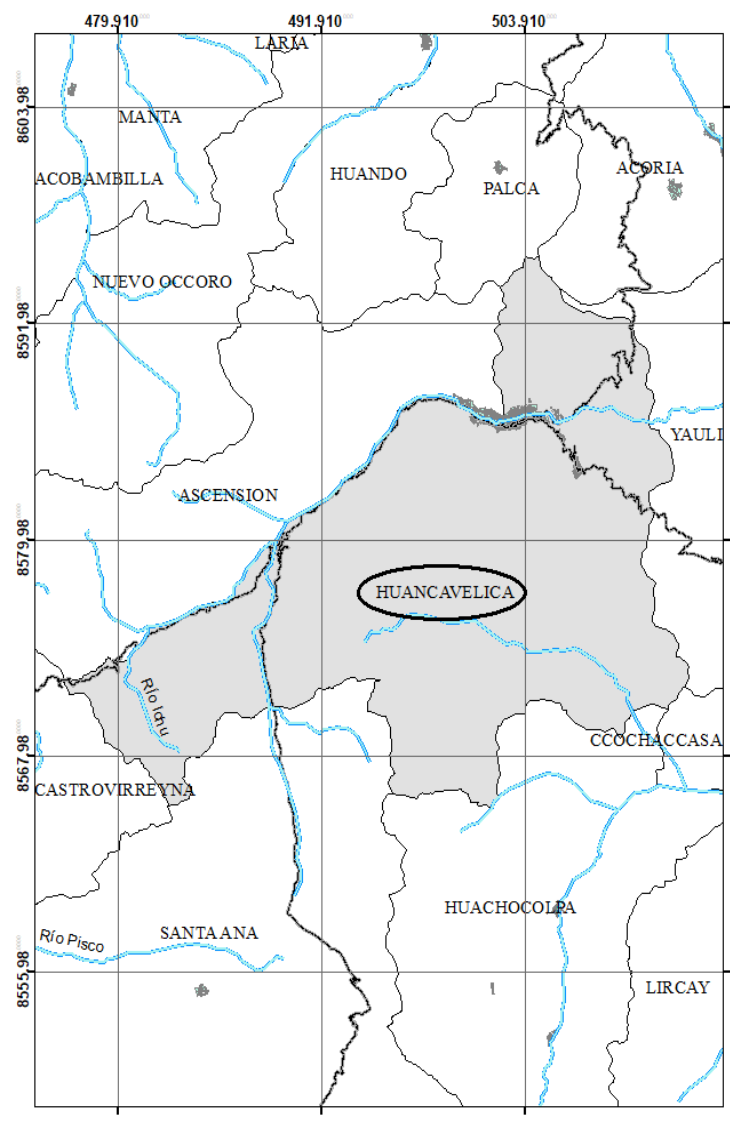 479.910 491.910 503.910
LARIA
8603.98
MANTA
ACOBAMBILLA
HUANDO
PALCA
ACORIA
NUEVO OCCORO
8591.98
YAULI
ASCENSION
8579.98
HUANCAVELICA
Río Ichu
CCOCHACCASA
8567.98
CASTROVIRREYNA
HUACHOCOLPA
SANTA ANA
Río Pisco
8555.98
LIRCAY